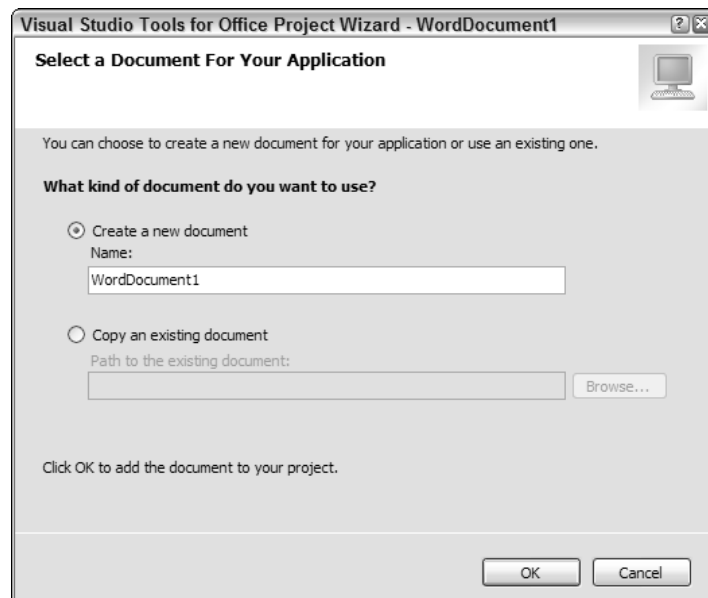 Visual Studio Tools for Office Project Wizard - WordDocument1
Select a Document For Your Application
You can choose to create a new document for your application or use an existing one.
What kind of document do you want to use?
Create a new document
Name:
WordDocument1
Copy an existing document
Path to the existing document:
Browse...
Click OK to add the document to your project.
OK Cancel